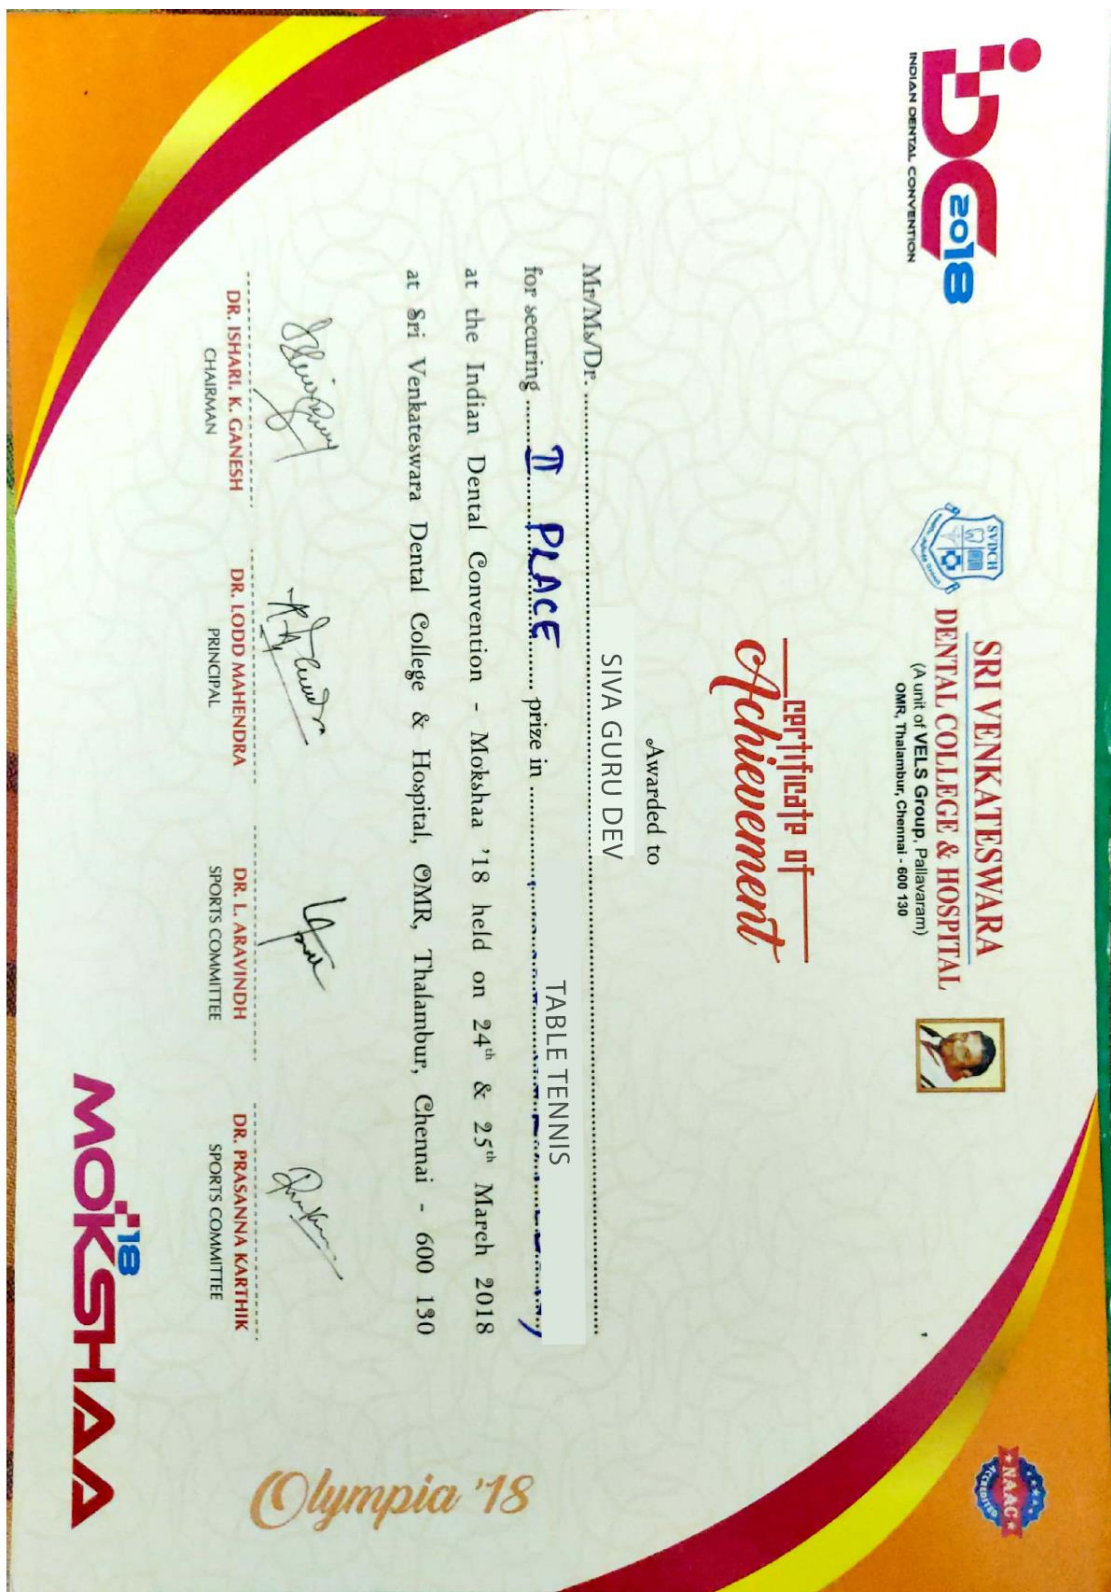 iDC 2018
INDIAN DENTAL CONVENTION
SVDCH
SRI VENKATESWARA
DENTAL COLLEGE & HOSPITAL
(A unit of VELS Group, Pallavaram)
OMR, Thalambur, Chennai - 600 130
NAAC
ACCREDITED
certificate of
Achievement
Awarded to
Mr/Ms/Dr. SIVA GURU DEV
for securing II PLACE prize in TABLE TENNIS
at the Indian Dental Convention - Mokshaa '18 held on 24th & 25th March 2018
at Sri Venkateswara Dental College & Hospital, OMR, Thalambur, Chennai - 600 130
Olympia '18
DR. ISHARI. K. GANESH DR. LODD MAHENDRA DR. L. ARAVINDH DR. PRASANNA KARTHIK
CHAIRMAN PRINCIPAL SPORTS COMMITTEE SPORTS COMMITTEE
MOKSHAA '18